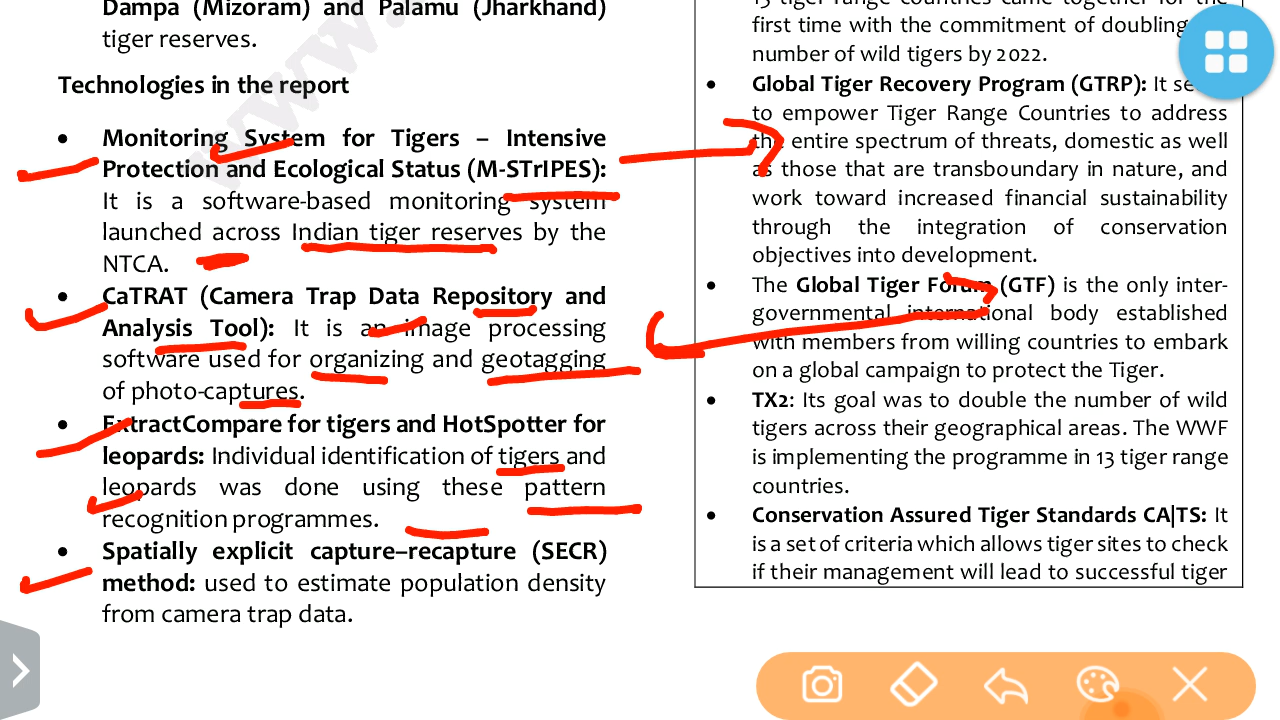 Dampa (Mizoram) and Palamu (Jharkhand)
tiger reserves.
Technologies in the report
• Monitoring System for Tigers – Intensive
Protection and Ecological Status (M-STrIPES):
It is a software-based monitoring system
launched across Indian tiger reserves by the
NTCA.
• CaTRAT (Camera Trap Data Repository and
Analysis Tool): It is an image processing
software used for organizing and geotagging
of photo-captures.
• ExtractCompare for tigers and HotSpotter for
leopards: Individual identification of tigers and
leopards was done using these pattern
recognition programmes.
• Spatially explicit capture–recapture (SECR)
method: used to estimate population density
from camera trap data.
13 tiger range countries came together for the
first time with the commitment of doubling
number of wild tigers by 2022.
• Global Tiger Recovery Program (GTRP): It
to empower Tiger Range Countries to address
the entire spectrum of threats, domestic as well
as those that are transboundary in nature, and
work toward increased financial sustainability
through the integration of conservation
objectives into development.
• The Global Tiger Forum (GTF) is the only inter-
governmental international body established
with members from willing countries to embark
on a global campaign to protect the Tiger.
• TX2: Its goal was to double the number of wild
tigers across their geographical areas. The WWF
is implementing the programme in 13 tiger range
countries.
• Conservation Assured Tiger Standards CA|TS: It
is a set of criteria which allows tiger sites to check
if their management will lead to successful tiger
www.